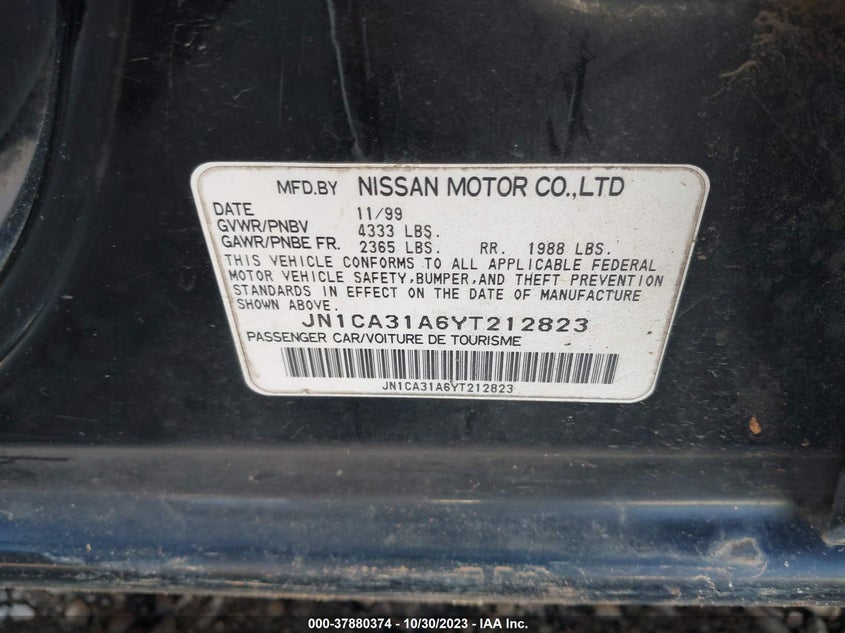 MFD.BY NISSAN MOTOR CO.,LTD
DATE 11/99
GVWR/PNBV 4333 LBS.
GAWR/PNBE FR. 2365 LBS. RR. 1988 LBS.
THIS VEHICLE CONFORMS TO ALL APPLICABLE FEDERAL
MOTOR VEHICLE SAFETY,BUMPER,AND THEFT PREVENTION
STANDARDS IN EFFECT ON THE DATE OF MANUFACTURE
SHOWN ABOVE.
JN1CA31A6YT212823
PASSENGER CAR/VOITURE DE TOURISME
JN1CA31A6YT212823
000-37880374 - 10/30/2023 - IAA Inc.